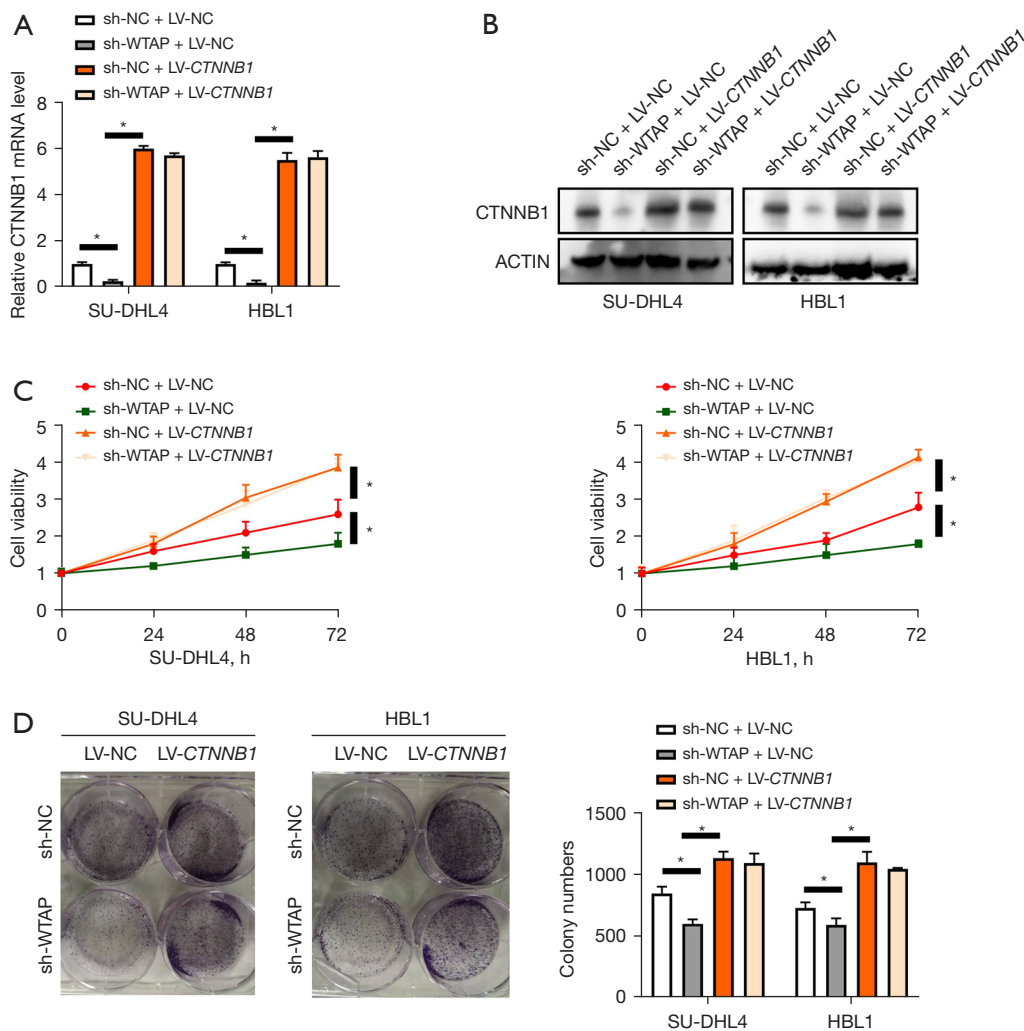 A
sh-NC + LV-NC
sh-WTAP + LV-NC
sh-NC + LV-CTNNB1
sh-WTAP + LV-CTNNB1
Relative CTNNB1 mRNA level
8
6
4
2
0
*
*
*
*
SU-DHL4
HBL1
B
sh-NC + LV-NC
sh-WTAP + LV-NC
sh-NC + LV-CTNNB1
sh-WTAP + LV-CTNNB1
sh-NC + LV-NC
sh-WTAP + LV-NC
sh-NC + LV-CTNNB1
sh-WTAP + LV-CTNNB1
CTNNB1
ACTIN
SU-DHL4
HBL1
C
sh-NC + LV-NC
sh-WTAP + LV-NC
sh-NC + LV-CTNNB1
sh-WTAP + LV-CTNNB1
Cell viability
5
4
3
2
1
0
*
*
0 24 48 72
SU-DHL4, h
sh-NC + LV-NC
sh-WTAP + LV-NC
sh-NC + LV-CTNNB1
sh-WTAP + LV-CTNNB1
Cell viability
5
4
3
2
1
0
*
*
0 24 48 72
HBL1, h
D
SU-DHL4
LV-NC LV-CTNNB1
sh-NC
sh-WTAP
HBL1
LV-NC LV-CTNNB1
sh-NC
sh-WTAP
sh-NC + LV-NC
sh-WTAP + LV-NC
sh-NC + LV-CTNNB1
sh-WTAP + LV-CTNNB1
Colony numbers
1500
1000
500
0
*
*
*
*
SU-DHL4
HBL1